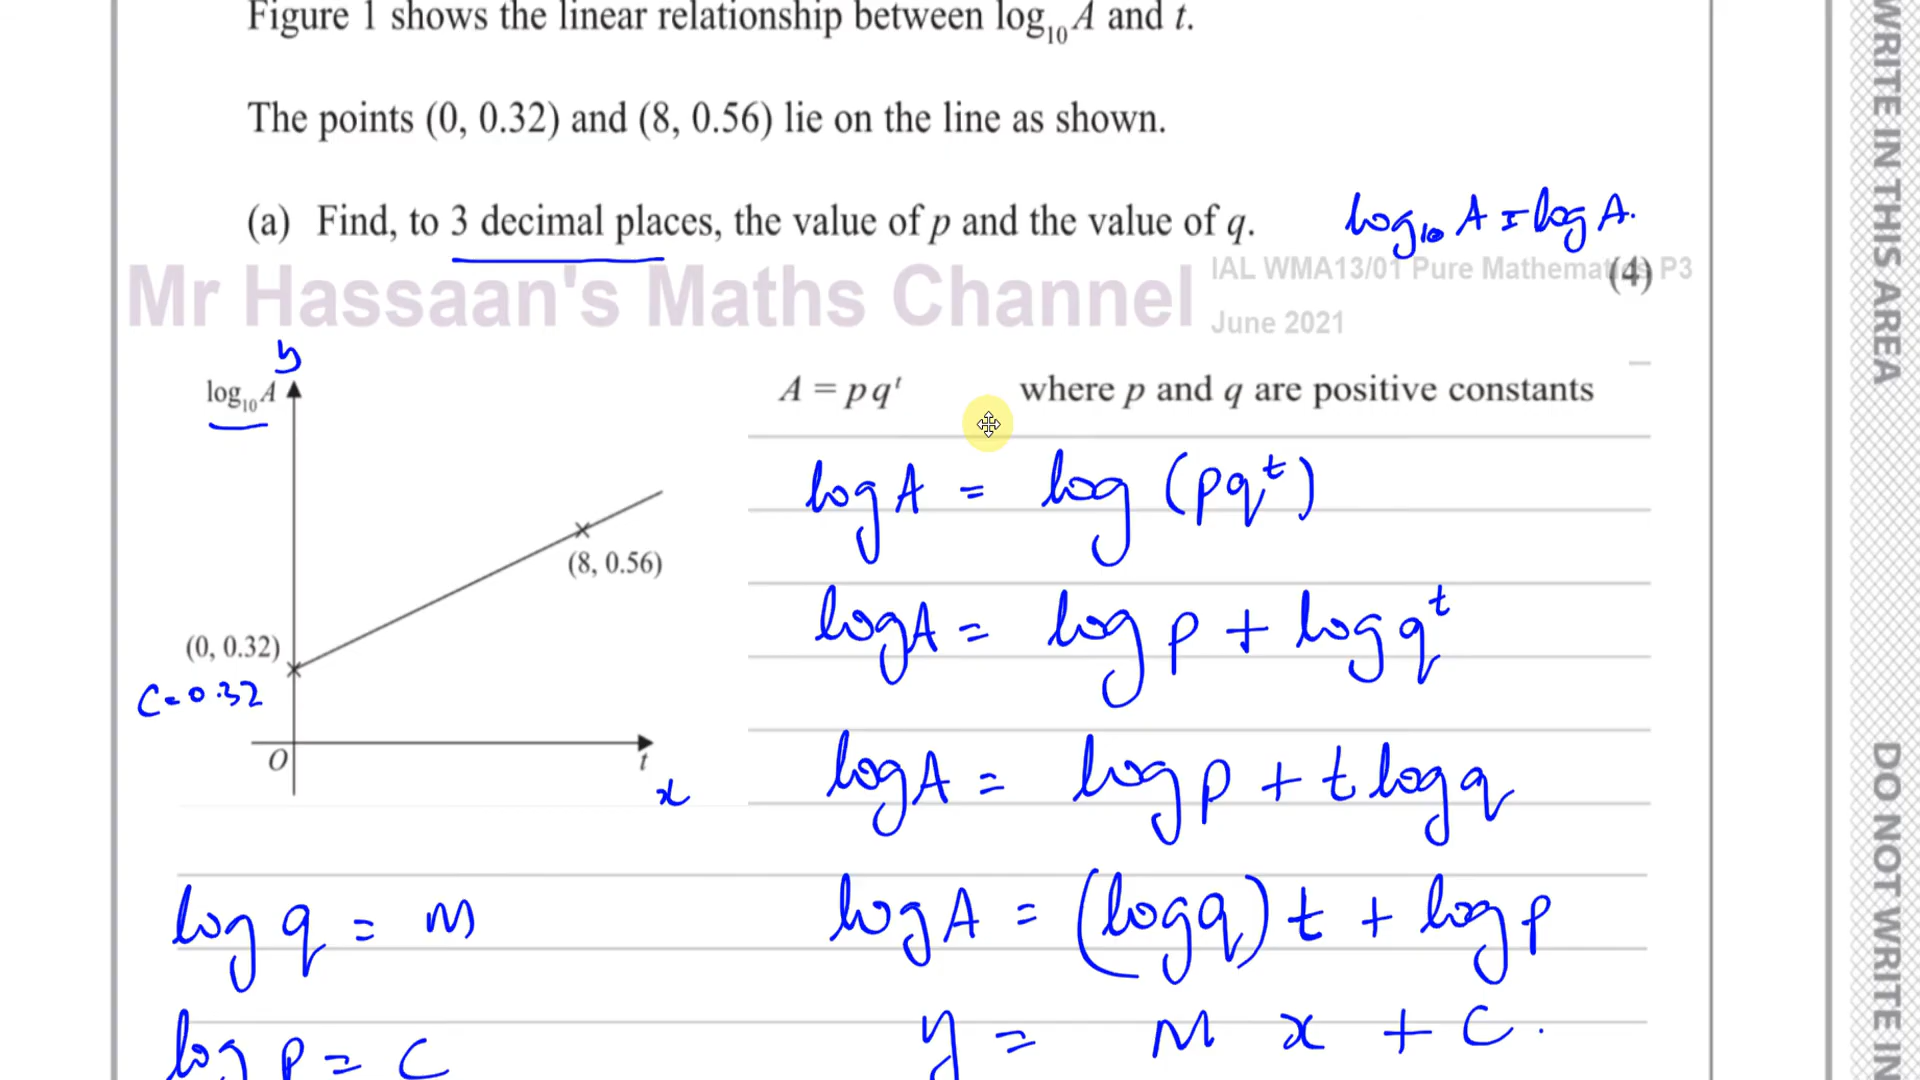 Figure 1 shows the linear relationship between log₁₀ A and t.
The points (0, 0.32) and (8, 0.56) lie on the line as shown.
(a) Find, to 3 decimal places, the value of p and the value of q.
log₁₀ A = log A.
(4)
Mr Hassaan's Maths Channel
IAL WMA13/01 Pure Mathematics P3
June 2021
y
log₁₀ A
A = pqᵗ where p and q are positive constants
log A = log (pqᵗ)
(8, 0.56)
log A = log p + log qᵗ
(0, 0.32)
C = 0.32
O
t
x
log A = log p + t log q
log q = m
log A = (log q) t + log p
log p = c
y = m x + c.
WRITE IN THIS AREA
DO NOT WRITE IN